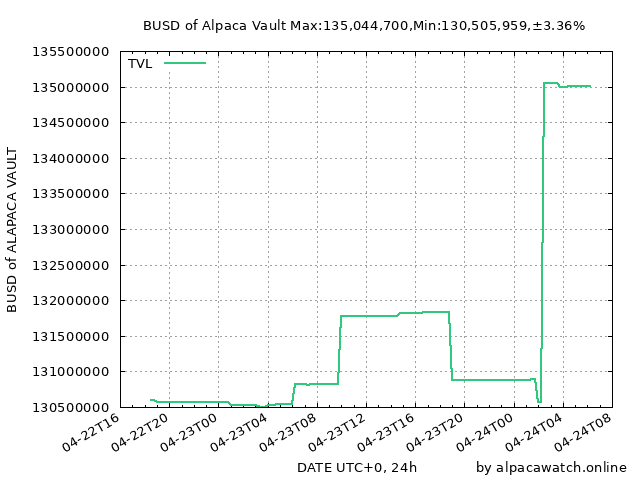 BUSD of Alpaca Vault Max:135,044,700,Min:130,505,959,±3.36%
TVL
135500000
135000000
134500000
134000000
133500000
133000000
132500000
132000000
131500000
131000000
130500000
BUSD of ALAPACA VAULT
04-22T16
04-22T20
04-23T00
04-23T04
04-23T08
04-23T12
04-23T16
04-23T20
04-24T00
04-24T04
04-24T08
DATE UTC+0, 24h
by alpacawatch.online